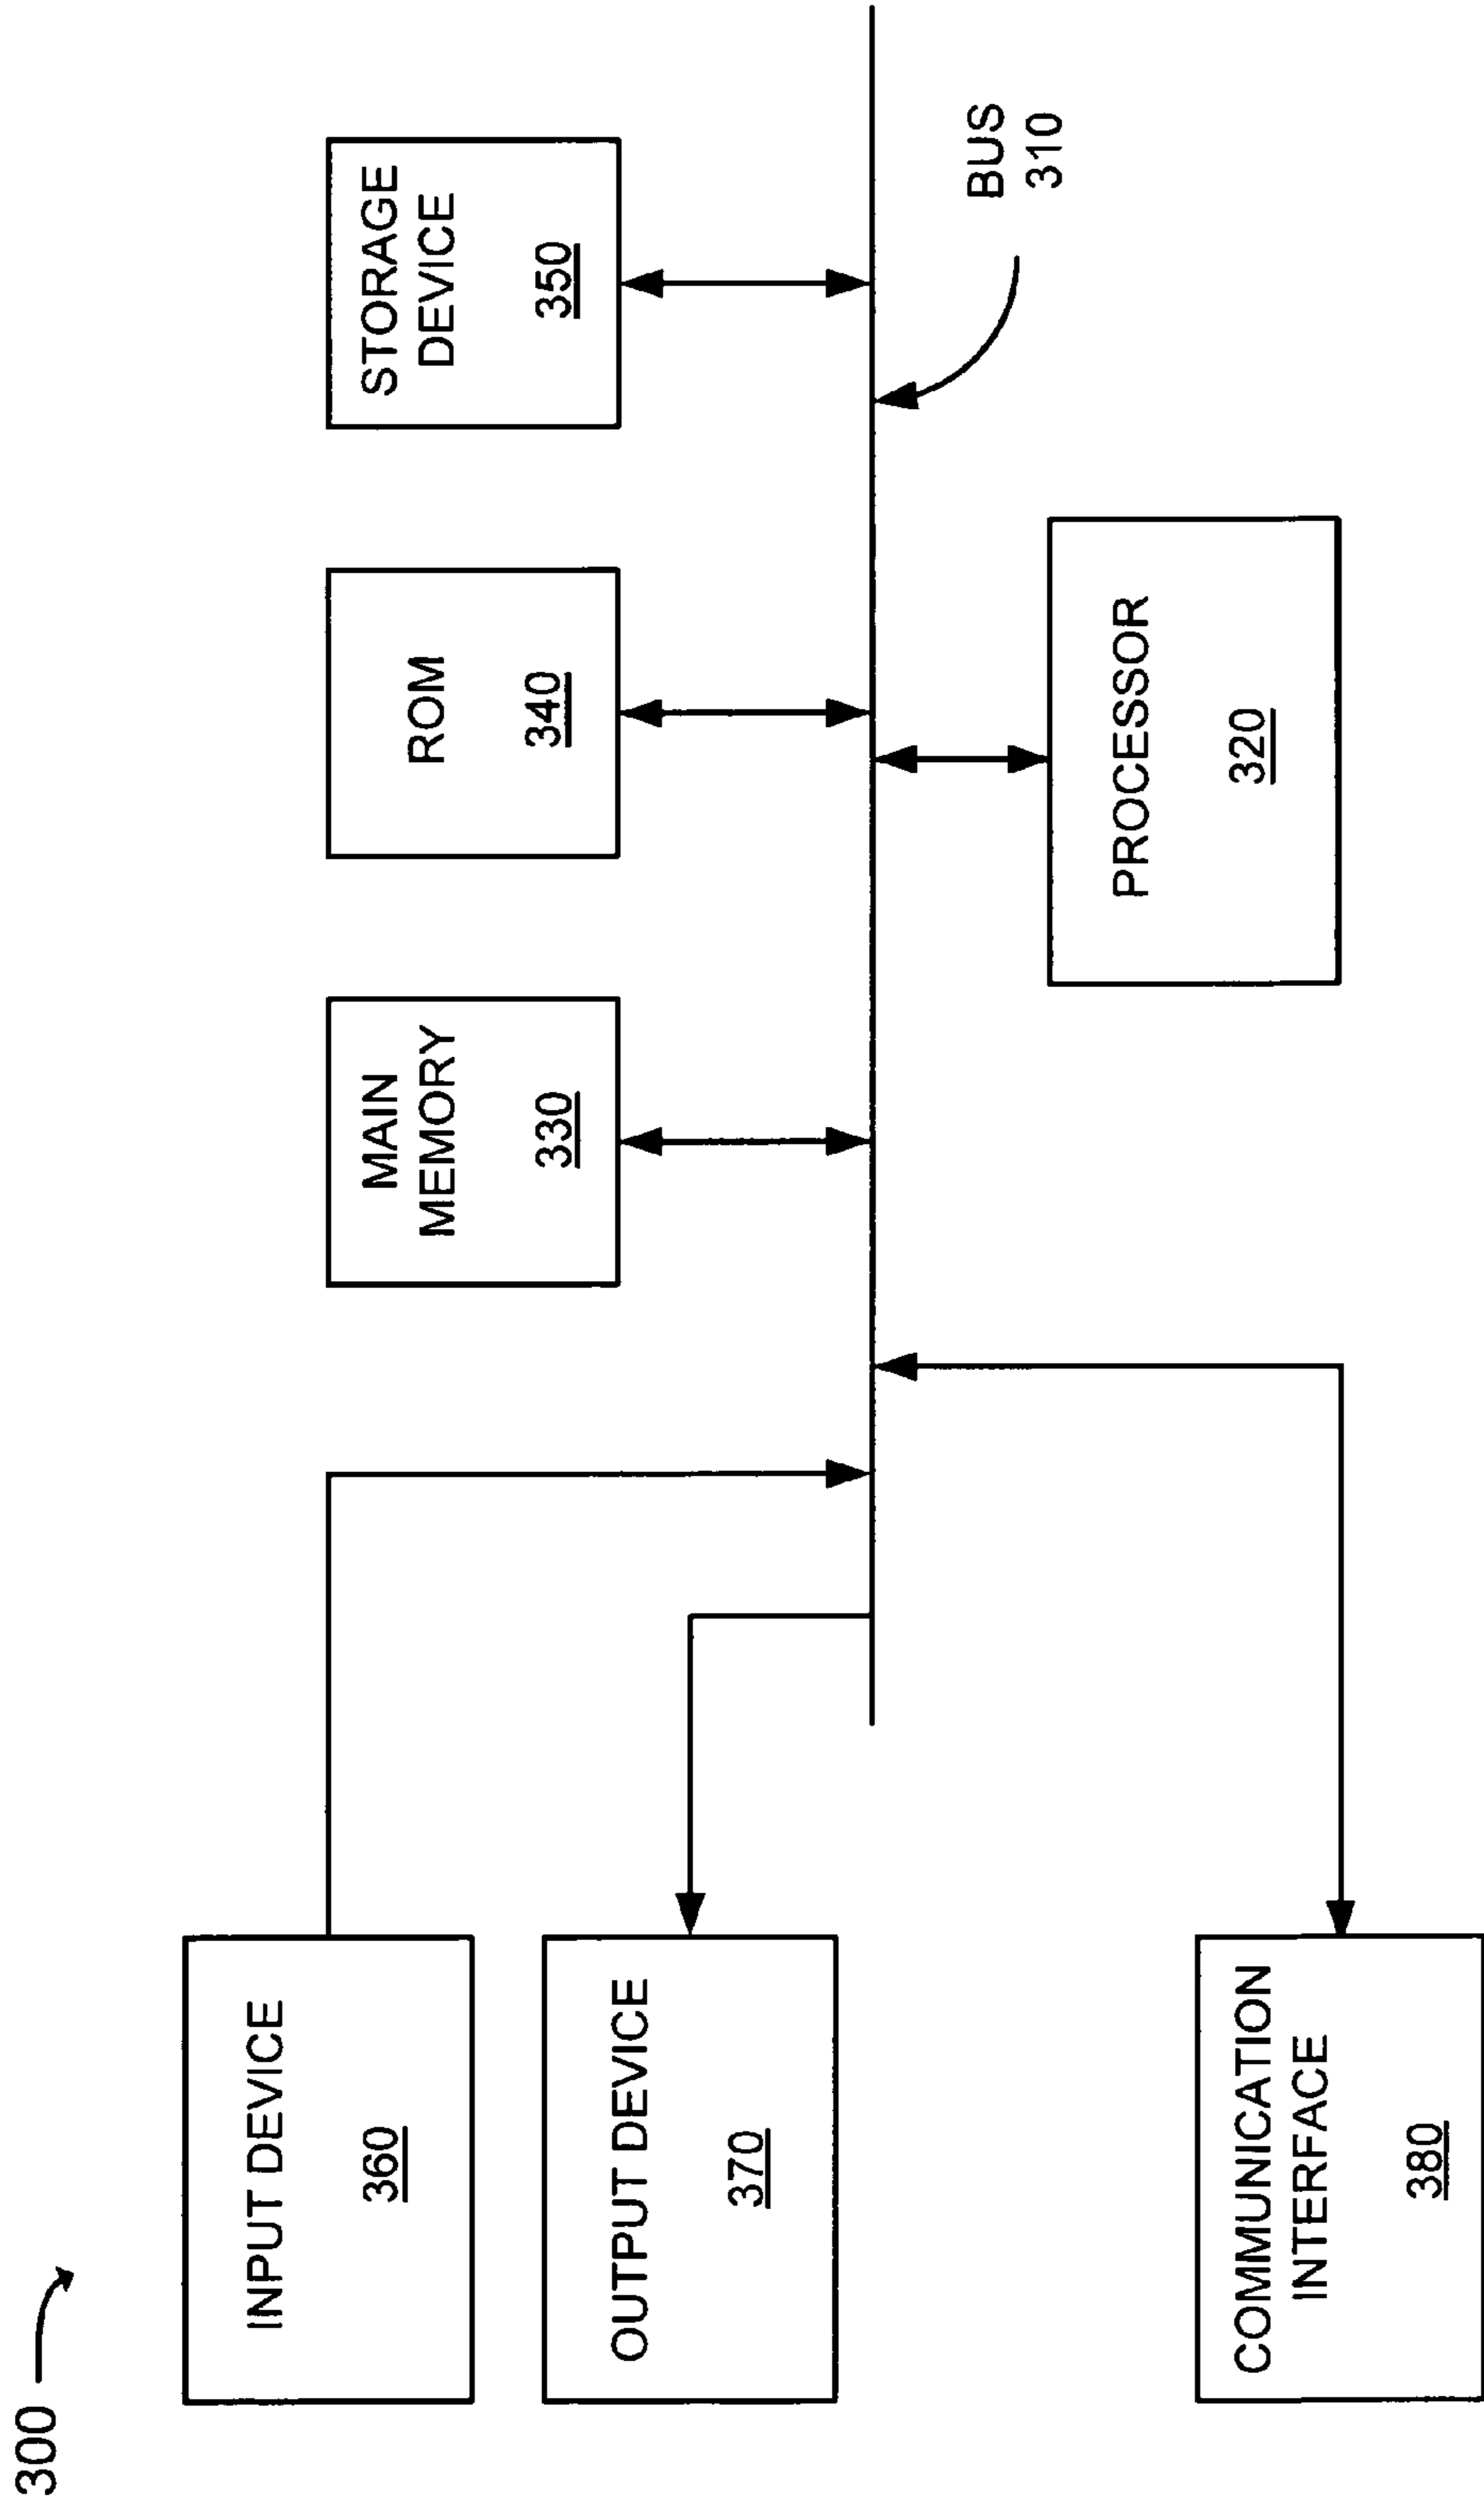 300
INPUT DEVICE
360
OUTPUT DEVICE
370
COMMUNICATION
INTERFACE
380
MAIN
MEMORY
330
ROM
340
STORAGE
DEVICE
350
PROCESSOR
320
BUS
310